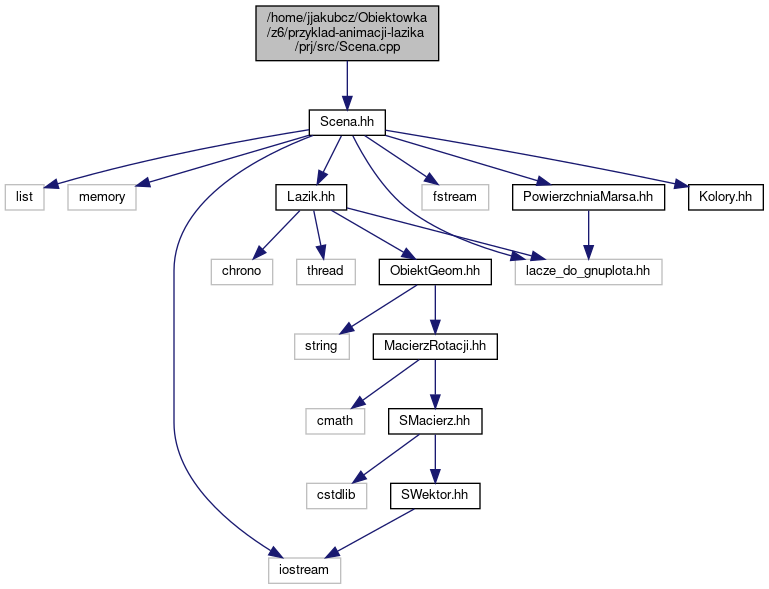 /home/jjakubcz/Obiektowka
/z6/przyklad-animacji-lazika
/prj/src/Scena.cpp
Scena.hh
list
memory
Lazik.hh
fstream
PowierzchniaMarsa.hh
Kolory.hh
chrono
thread
ObiektGeom.hh
lacze_do_gnuplota.hh
string
MacierzRotacji.hh
cmath
SMacierz.hh
cstdlib
SWektor.hh
iostream